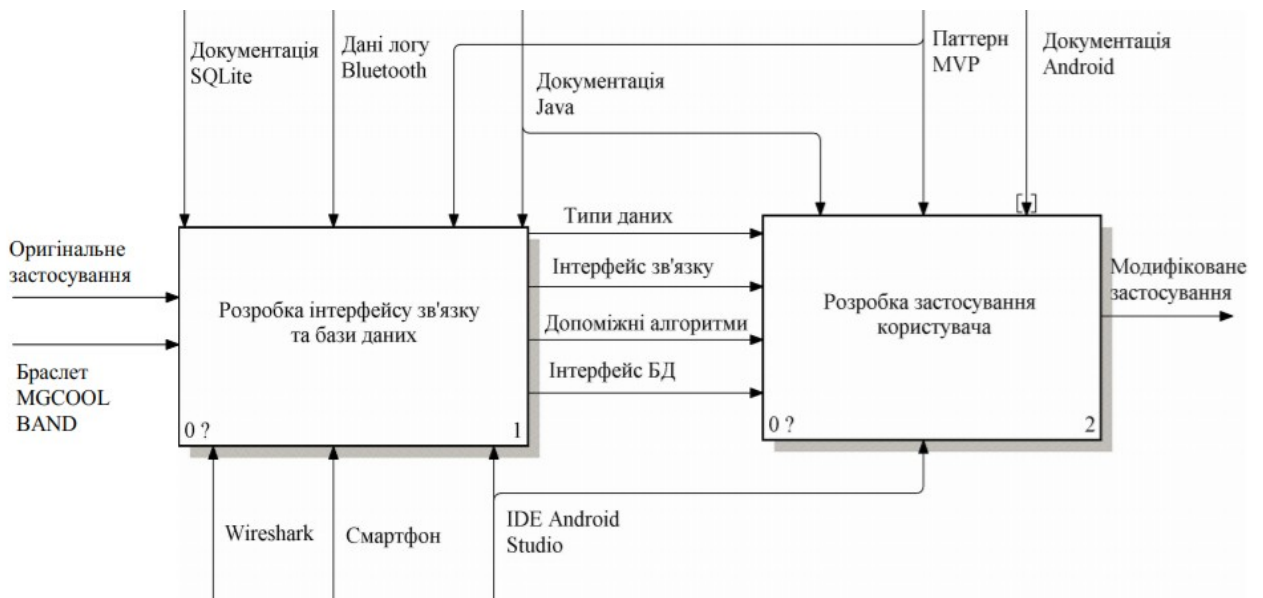 Документація
SQLite
Дані логу
Bluetooth
Документація
Java
Паттерн
MVP
Документація
Android
[ ]
Типи даних
Оригінальне
застосування
Інтерфейс зв'язку
Модифіковане
застосування
Розробка інтерфейсу зв'язку
та бази даних
Розробка застосування
користувача
Допоміжні алгоритми
Інтерфейс БД
Браслет
MGCOOL
BAND
0 ?
1
0 ?
2
Wireshark
Смартфон
IDE Android
Studio